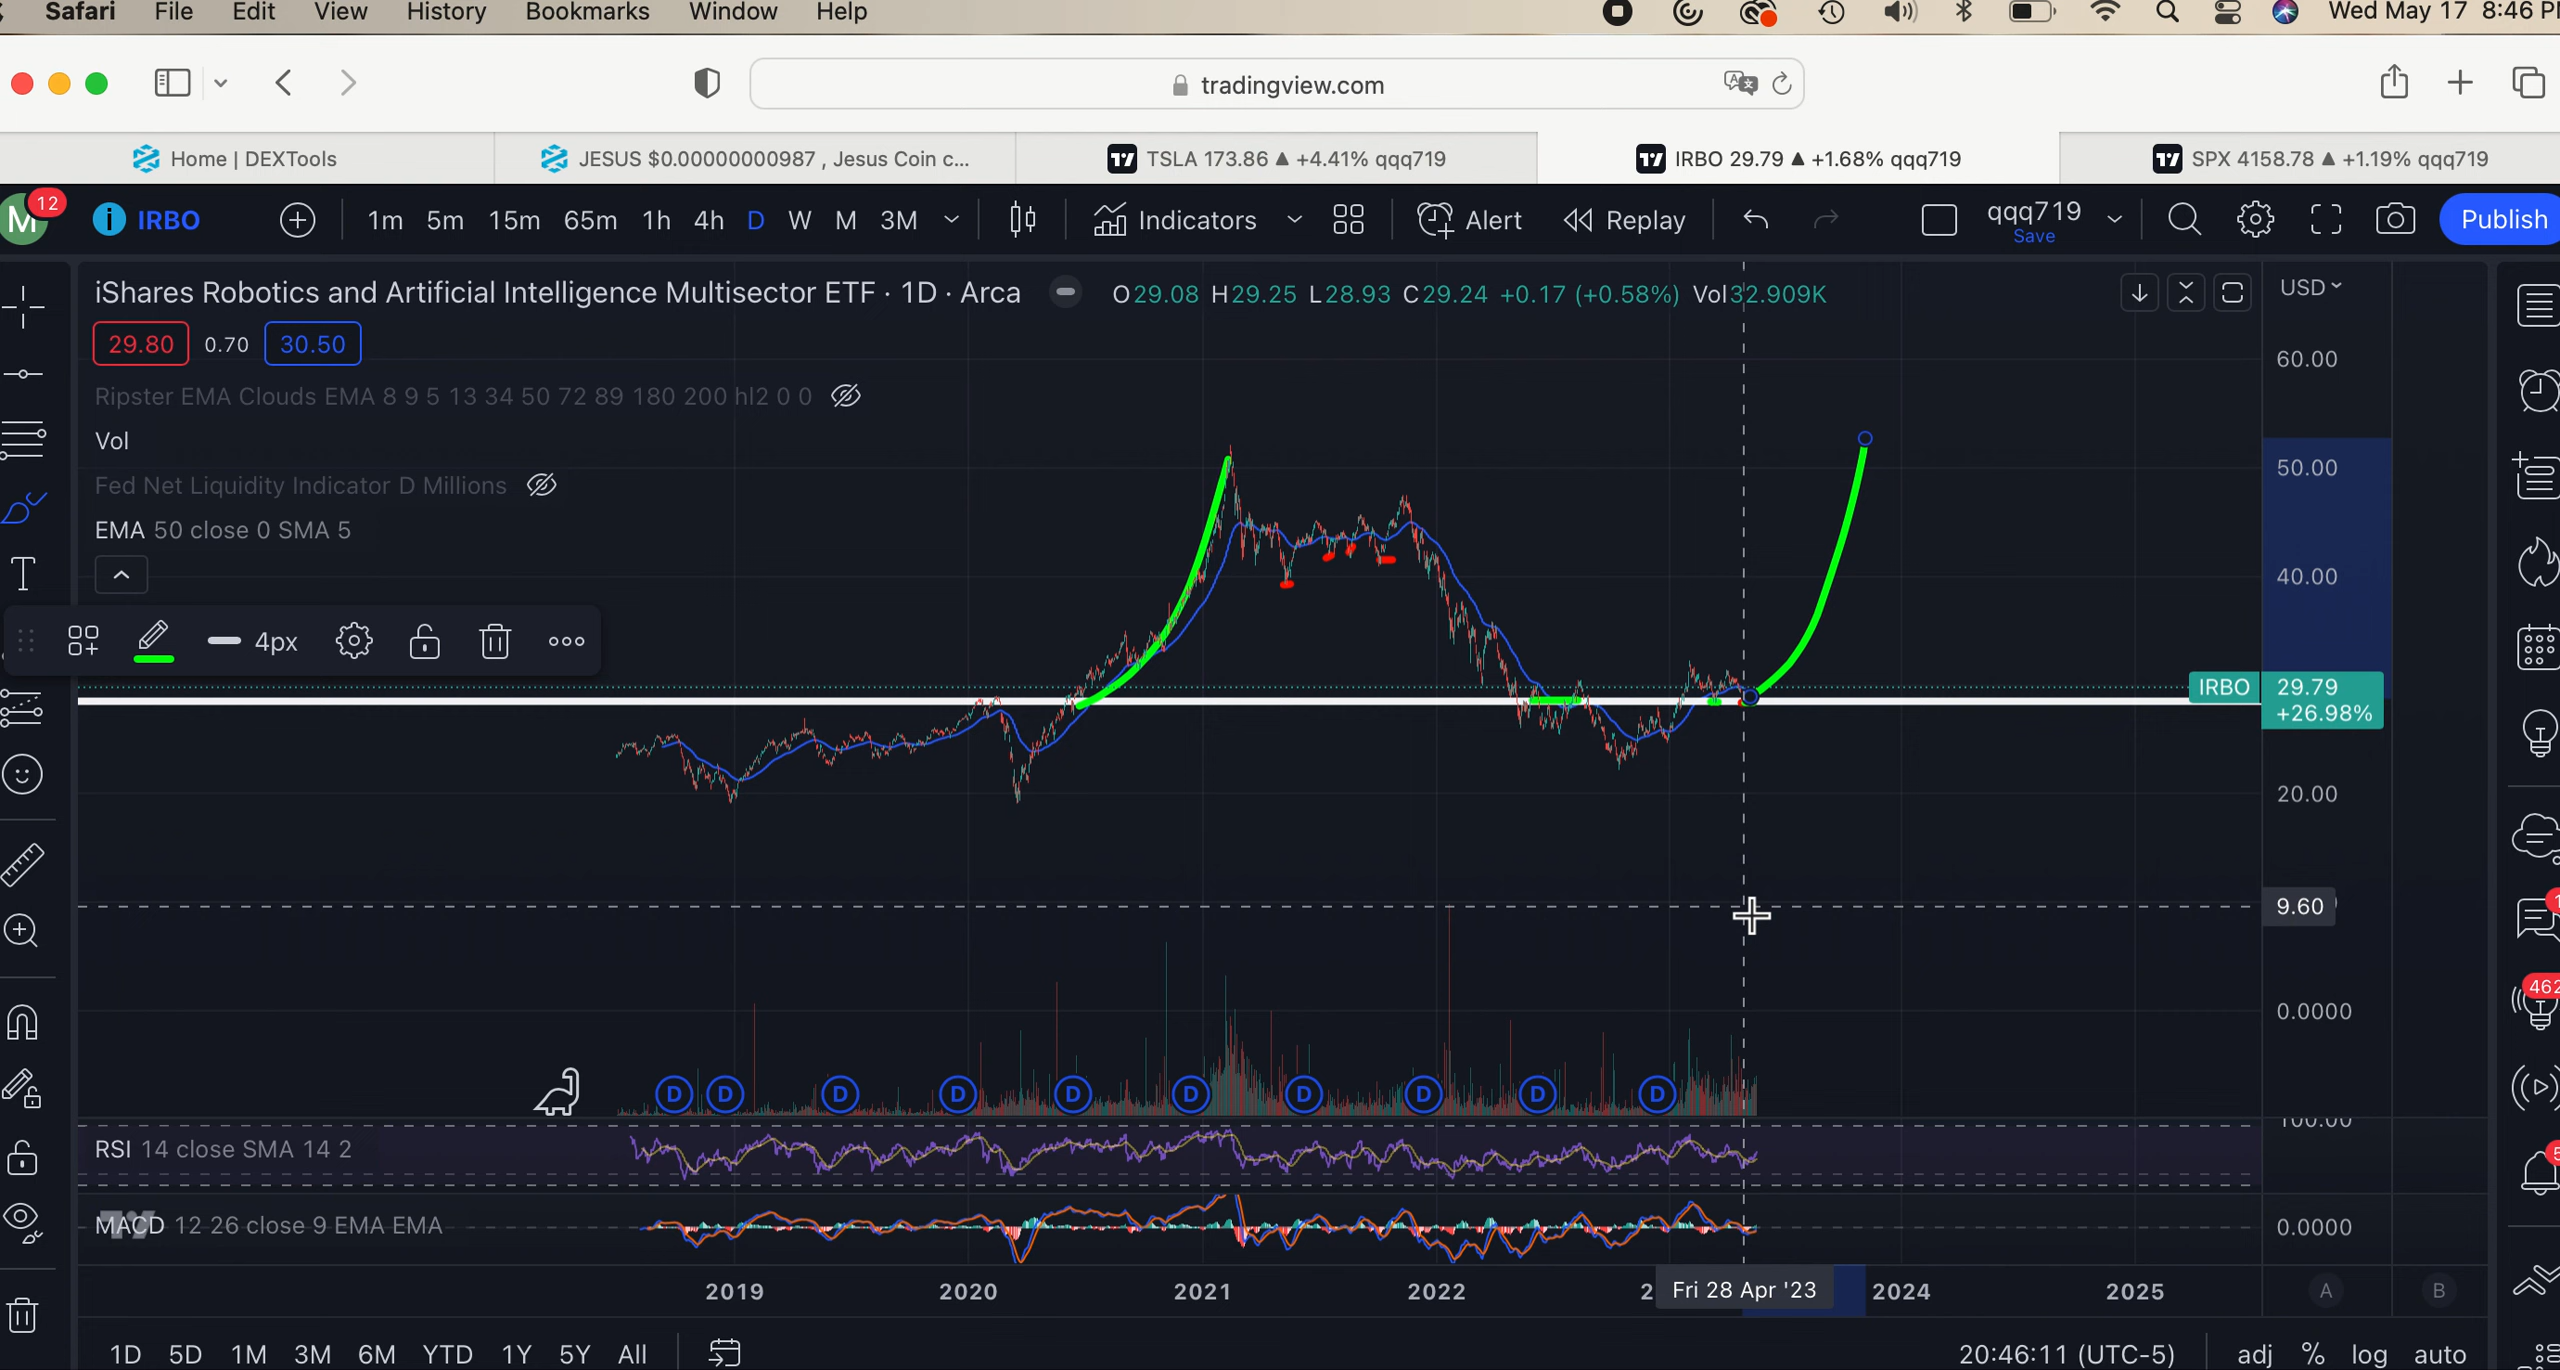 Safari File Edit View History Bookmarks Window Help Wed May 17 8:46
tradingview.com
Home | DEXTools JESUS $0.00000000987 , Jesus Coin c... TSLA 173.86 ▲ +4.41% qqq719 IRBO 29.79 ▲ +1.68% qqq719 SPX 4158.78 ▲ +1.19% qqq719
M 12 IRBO 1m 5m 15m 65m 1h 4h D W M 3M Indicators Alert Replay qqq719 Publish
Save
iShares Robotics and Artificial Intelligence Multisector ETF · 1D · Arca O29.08 H29.25 L28.93 C29.24 +0.17 (+0.58%) Vol32.909K USD
29.80 0.70 30.50
60.00
Ripster EMA Clouds EMA 8 9 5 13 34 50 72 89 180 200 hl2 0 0
Vol
50.00
Fed Net Liquidity Indicator D Millions
EMA 50 close 0 SMA 5
40.00
4px
IRBO 29.79
+26.98%
20.00
9.60
462
0.0000
D D D D D D D D D D
100.00
RSI 14 close SMA 14 2
MACD 12 26 close 9 EMA EMA 0.0000
2019 2020 2021 2022 Fri 28 Apr '23 2024 2025 A B
1D 5D 1M 3M 6M YTD 1Y 5Y All 20:46:11 (UTC-5) adj % log auto